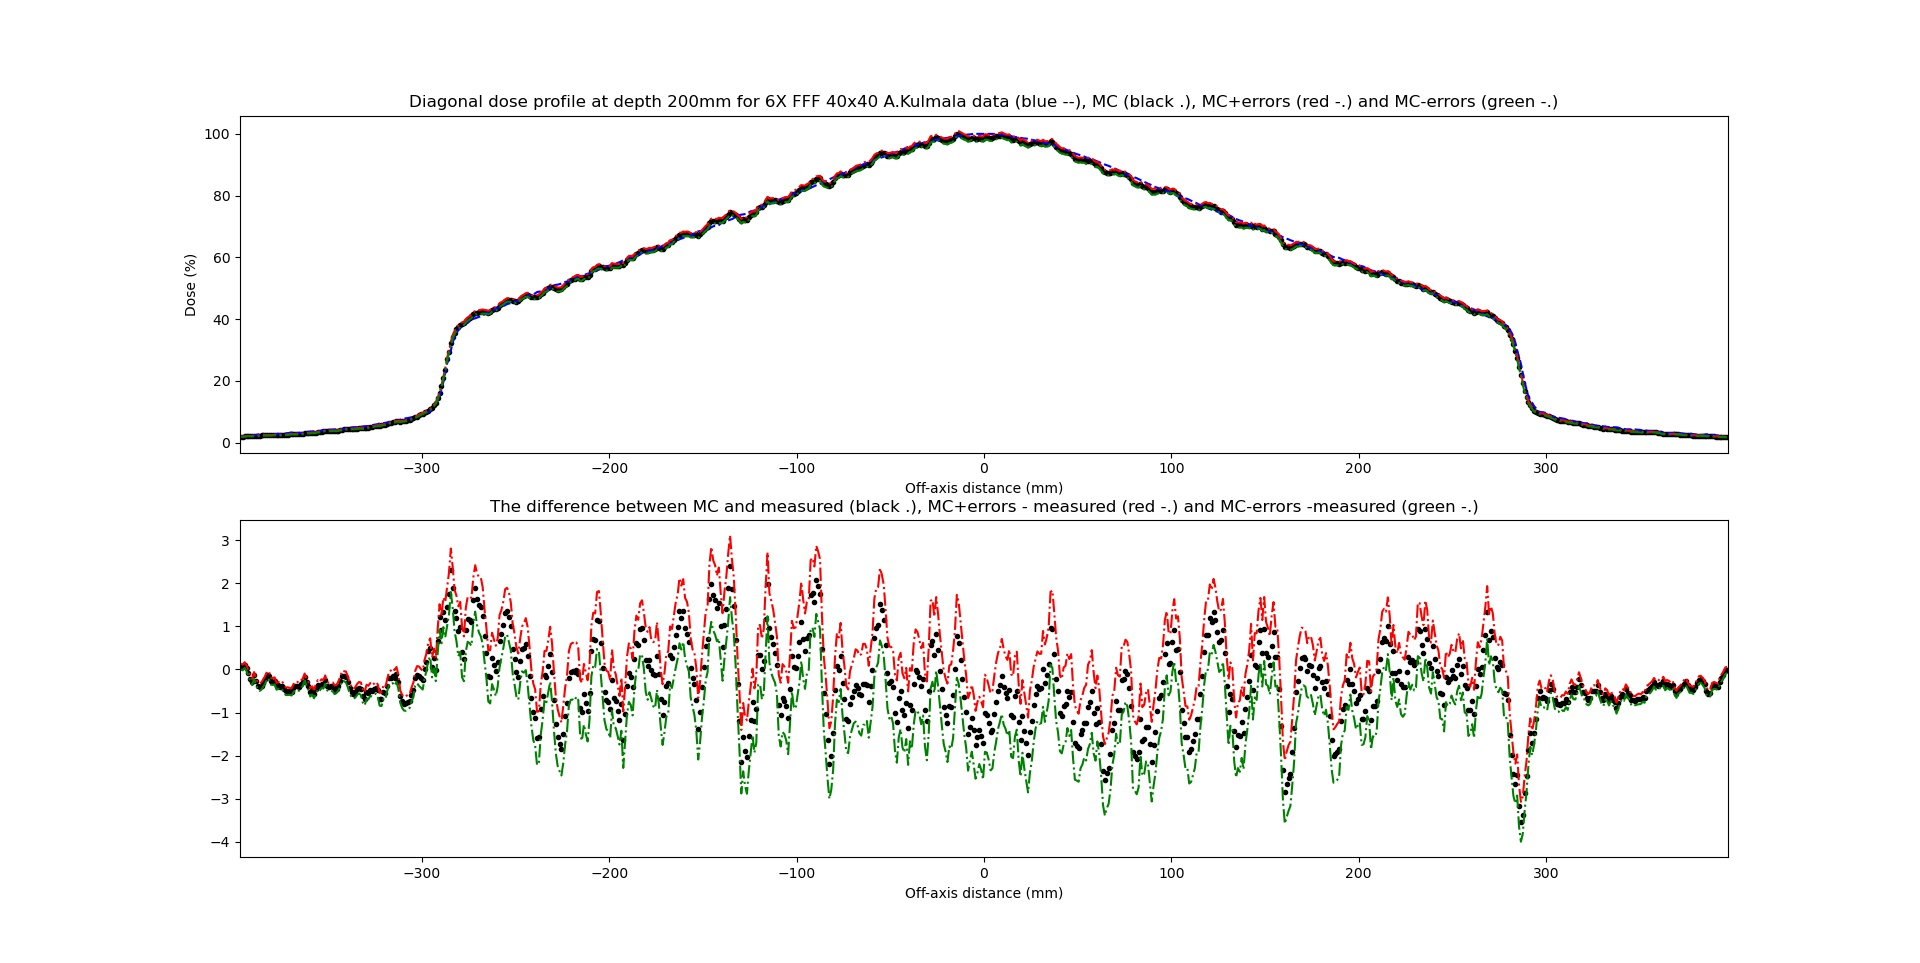 Diagonal dose profile at depth 200mm for 6X FFF 40x40 A.Kulmala data (blue --), MC (black .), MC+errors (red -.) and MC-errors (green -.)
100
80
60
40
20
0
Dose (%)
−300 −200 −100 0 100 200 300
Off-axis distance (mm)
The difference between MC and measured (black .), MC+errors - measured (red -.) and MC-errors -measured (green -.)
3
2
1
0
−1
−2
−3
−4
−300 −200 −100 0 100 200 300
Off-axis distance (mm)